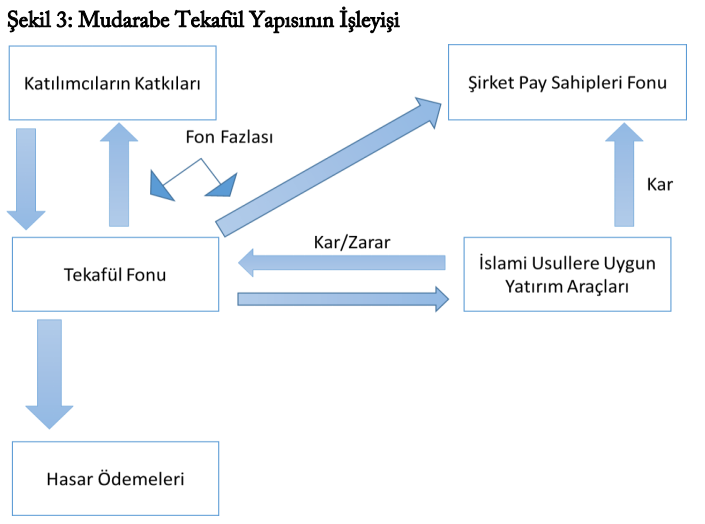 Şekil 3: Mudarabe Tekafül Yapısının İşleyişi
Katılımcıların Katkıları
Şirket Pay Sahipleri Fonu
Fon Fazlası
Kar
Kar/Zarar
Tekafül Fonu
İslami Usullere Uygun
Yatırım Araçları
Hasar Ödemeleri